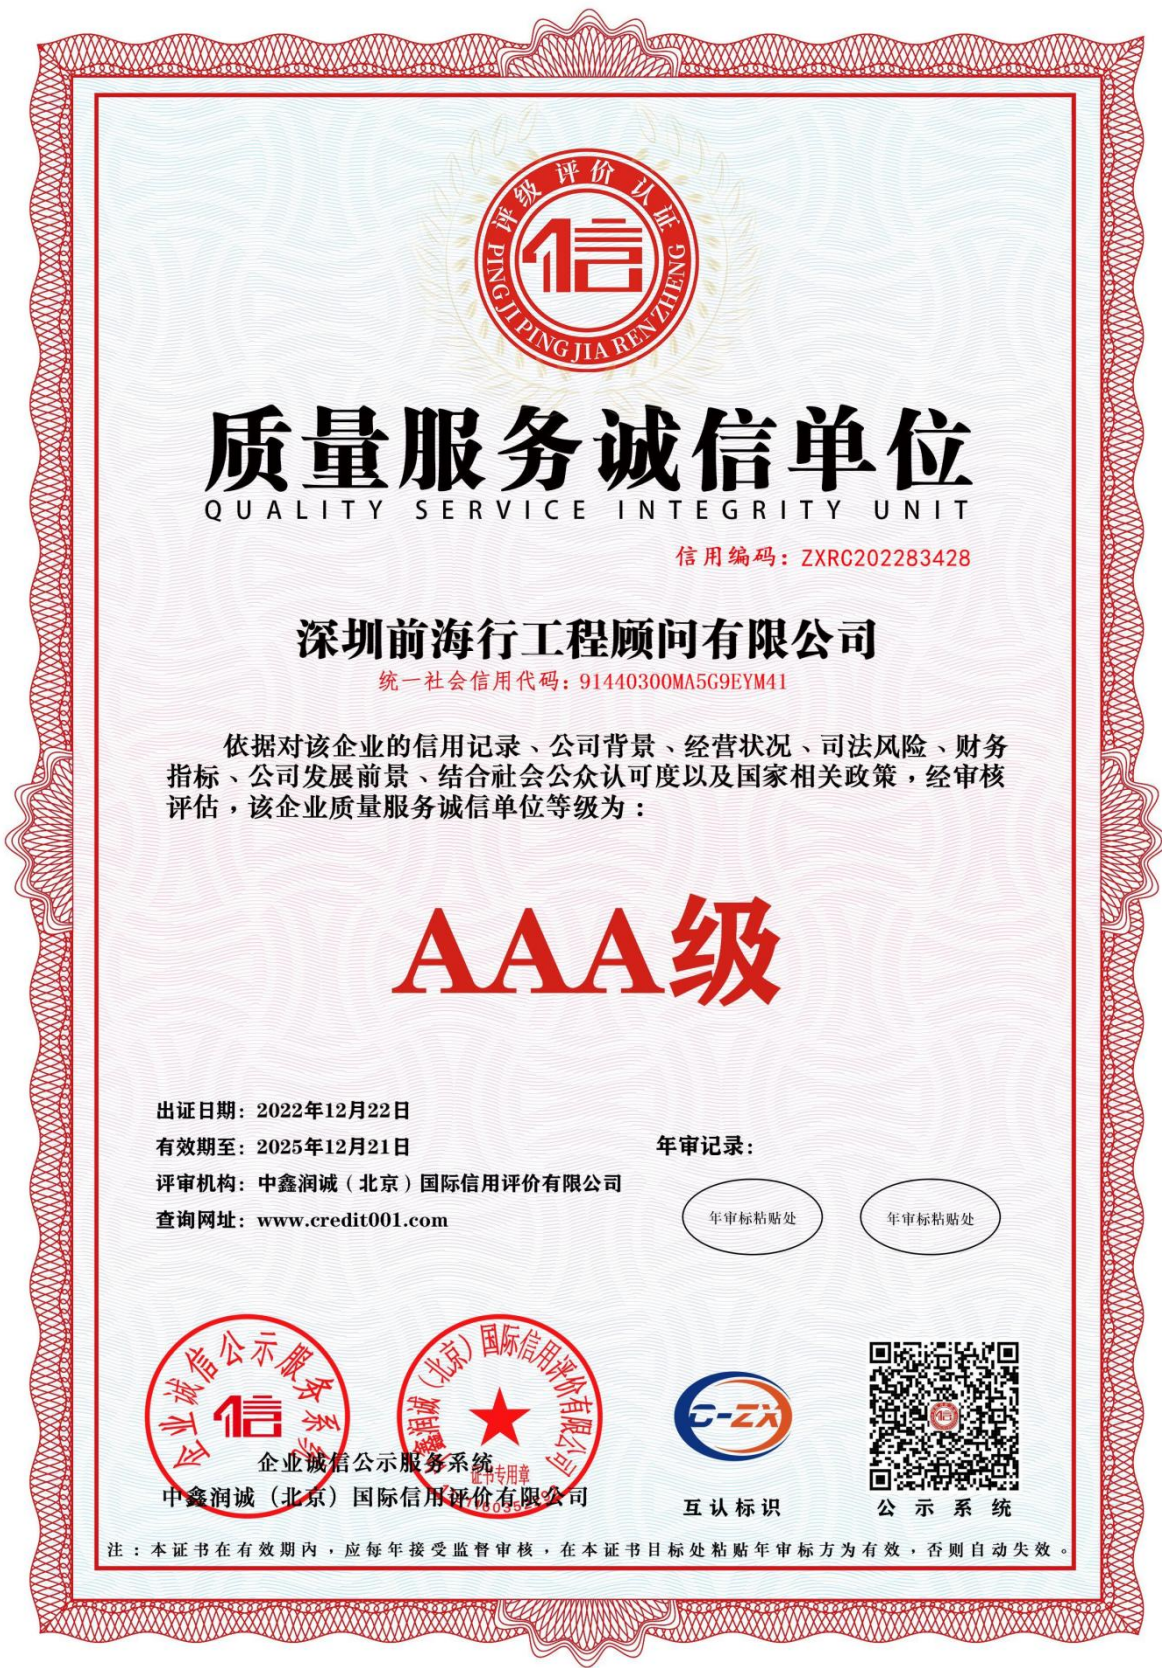 评级 评价 认证
PING JI PING JIA REN ZHENG
信
质量服务诚信单位
QUALITY SERVICE INTEGRITY UNIT
信用编码：ZXRC202283428
深圳前海行工程顾问有限公司
统一社会信用代码：91440300MA5G9EYM41
依据对该企业的信用记录、公司背景、经营状况、司法风险、财务
指标、公司发展前景、结合社会公众认可度以及国家相关政策，经审核
评估，该企业质量服务诚信单位等级为：
AAA级
出证日期：2022年12月22日
有效期至：2025年12月21日
评审机构：中鑫润诚（北京）国际信用评价有限公司
查询网址：www.credit001.com
年审记录：
年审标粘贴处
年审标粘贴处
企业诚信公示服务系统
信
中鑫润诚（北京）国际信用评价有限公司
证书专用章
企业诚信公示服务系统
中鑫润诚（北京）国际信用评价有限公司
C-ZX
互认标识
信
公示系统
注：本证书在有效期内，应每年接受监督审核，在本证书目标处粘贴年审标方为有效，否则自动失效。